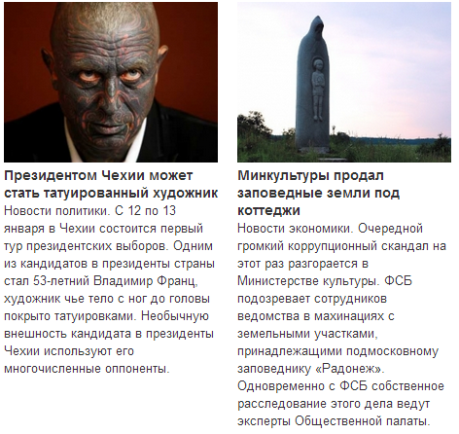 Президентом Чехии может
стать татуированный художник
Новости политики. С 12 по 13
января в Чехии состоится первый
тур президентских выборов. Одним
из кандидатов в президенты страны
стал 53-летний Владимир Франц,
художник чье тело с ног до головы
покрыто татуировками. Необычную
внешность кандидата в президенты
Чехии используют его
многочисленные оппоненты.
Минкультуры продал
заповедные земли под
коттеджи
Новости экономики. Очередной
громкий коррупционный скандал на
этот раз разгорается в
Министерстве культуры. ФСБ
подозревает сотрудников
ведомства в махинациях с
земельными участками,
принадлежащими подмосковному
заповеднику «Радонеж».
Одновременно с ФСБ собственное
расследование этого дела ведут
эксперты Общественной палаты.